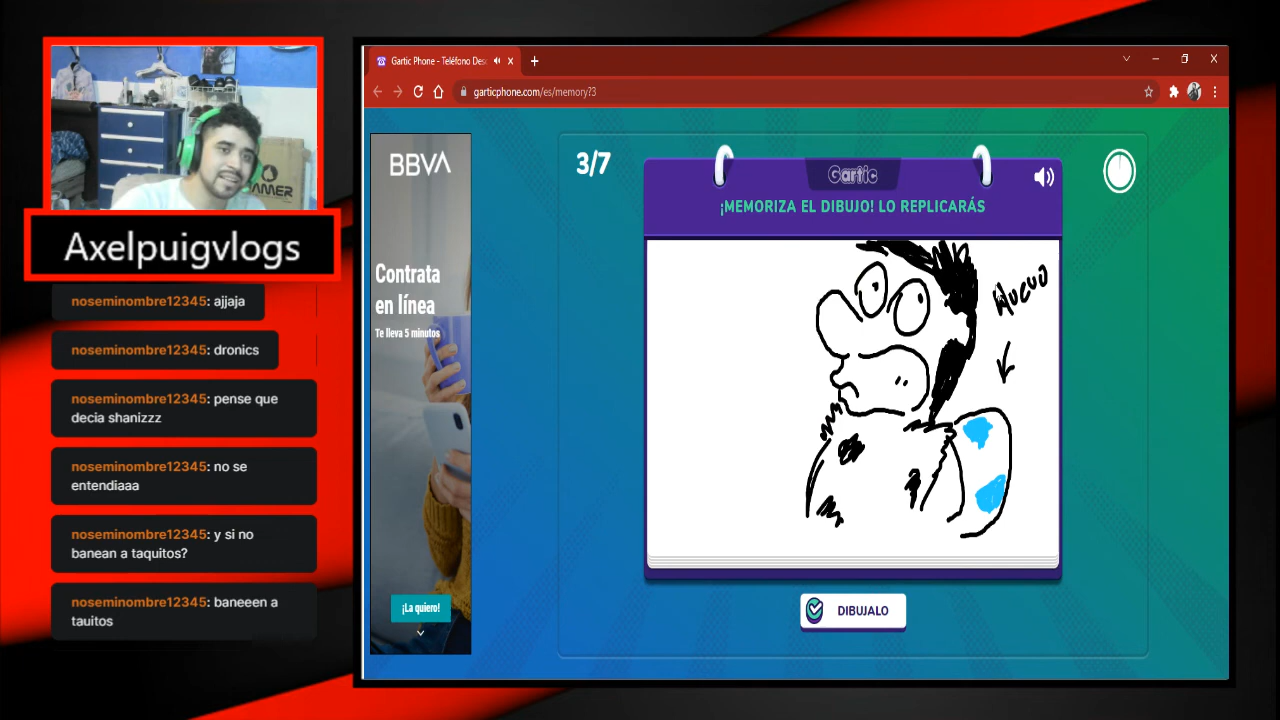 Axelpuigvlogs
noseminombre12345: ajjaja
noseminombre12345: dronics
noseminombre12345: pense que
decia shanizzz
noseminombre12345: no se
entendiaaa
noseminombre12345: y si no
banean a taquitos?
noseminombre12345: baneeen a
tauitos
Gartic Phone - Teléfono Des
garticphone.com/es/memory?3
BBVA
Contrata
en línea
Te lleva 5 minutos
¡La quiero!
3/7
Gartic
¡MEMORIZA EL DIBUJO! LO REPLICARÁS
DIBUJALO